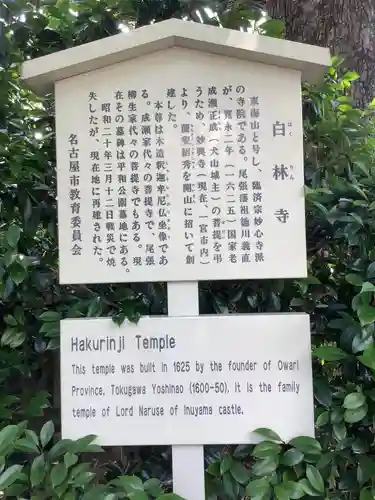 白林寺
はく りん
東海山と号し、臨済宗妙心寺派
の寺院である。尾張藩祖徳川義直
が、寛永二年（一六二五）国家老
成瀬正成（犬山城主）の菩提を弔
うため、妙興寺（現在、一宮市内）
より、を開山に招いて創
建した。
本尊は木造釈迦牟尼仏坐像であ
る。成瀬家代々の菩提寺で、尾張
柳生家代々の菩提寺でもある。現
在その墓碑は平和公園墓地にある。
昭和二十年三月十二日戦災で焼
失したが、現在地に再建された。
名古屋市教育委員会
Hakurinji Temple
This temple was built in 1625 by the founder of Owari
Province, Tokugawa Yoshinao (1600-50). It is the family
temple of Lord Naruse of Inuyama castle.